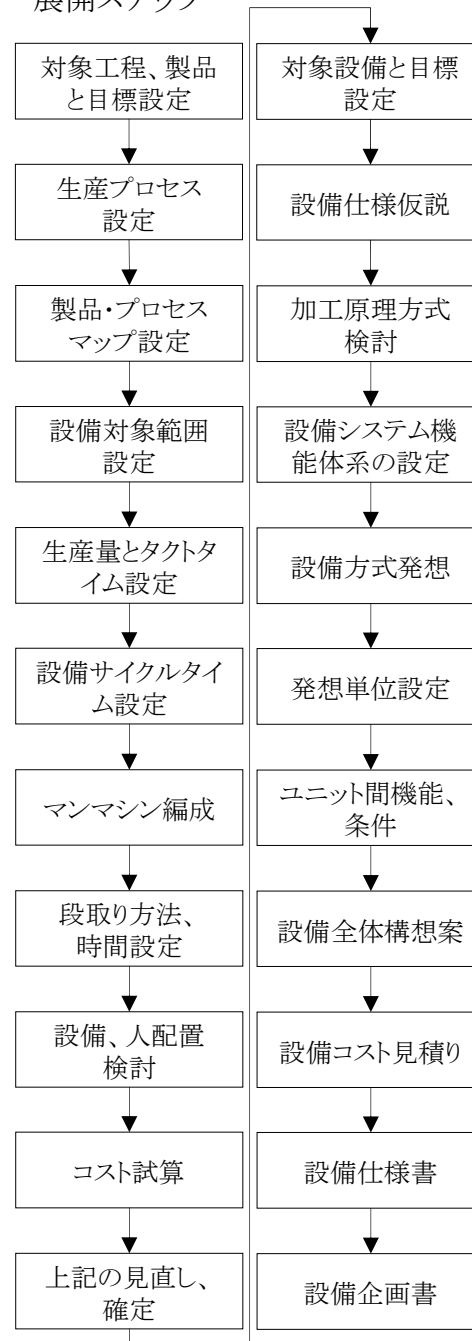 展開ステップ
対象工程、製品
と目標設定
生産プロセス
設定
製品・プロセス
マップ設定
設備対象範囲
設定
生産量とタクトタ
イム設定
設備サイクルタイ
ム設定
マンマシン編成
段取り方法、
時間設定
設備、人配置
検討
コスト試算
上記の見直し、
確定
対象設備と目標
設定
設備仕様仮説
加工原理方式
検討
設備システム機
能体系の設定
設備方式発想
発想単位設定
ユニット間機能、
条件
設備全体構想案
設備コスト見積り
設備仕様書
設備企画書